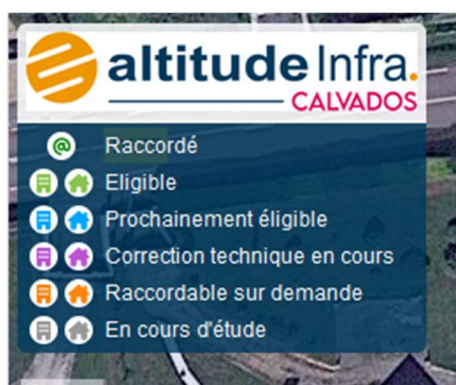 altitude Infra.
CALVADOS
@ Raccordé
Eligible
Prochainement éligible
Correction technique en cours
Raccordable sur demande
En cours d'étude